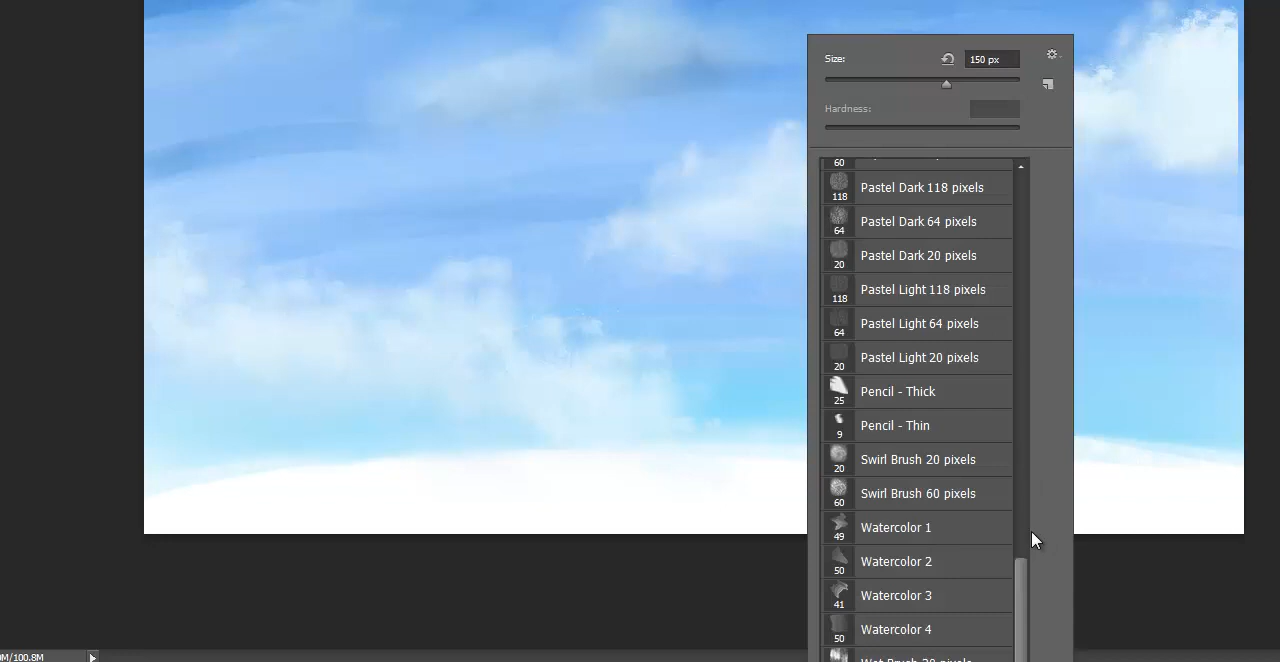 Size:
150 px
Hardness:
60
Pastel Dark 118 pixels
118
Pastel Dark 64 pixels
64
Pastel Dark 20 pixels
20
Pastel Light 118 pixels
118
Pastel Light 64 pixels
64
Pastel Light 20 pixels
20
Pencil - Thick
25
Pencil - Thin
9
Swirl Brush 20 pixels
20
Swirl Brush 60 pixels
60
Watercolor 1
49
Watercolor 2
50
Watercolor 3
41
Watercolor 4
50
Wet Brush 20 pixels
M/100.8M